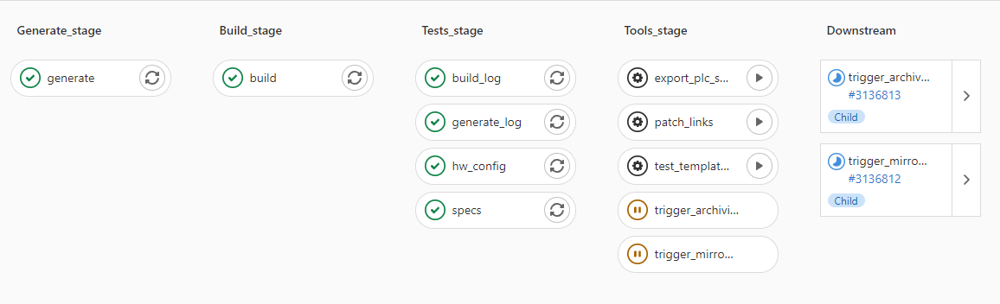 Generate_stage
generate
Build_stage
build
Tests_stage
build_log
generate_log
hw_config
specs
Tools_stage
export_plc_s...
patch_links
test_templat...
trigger_archivi...
trigger_mirro...
Downstream
trigger_archiv...
#3136813
Child
trigger_mirro...
#3136812
Child